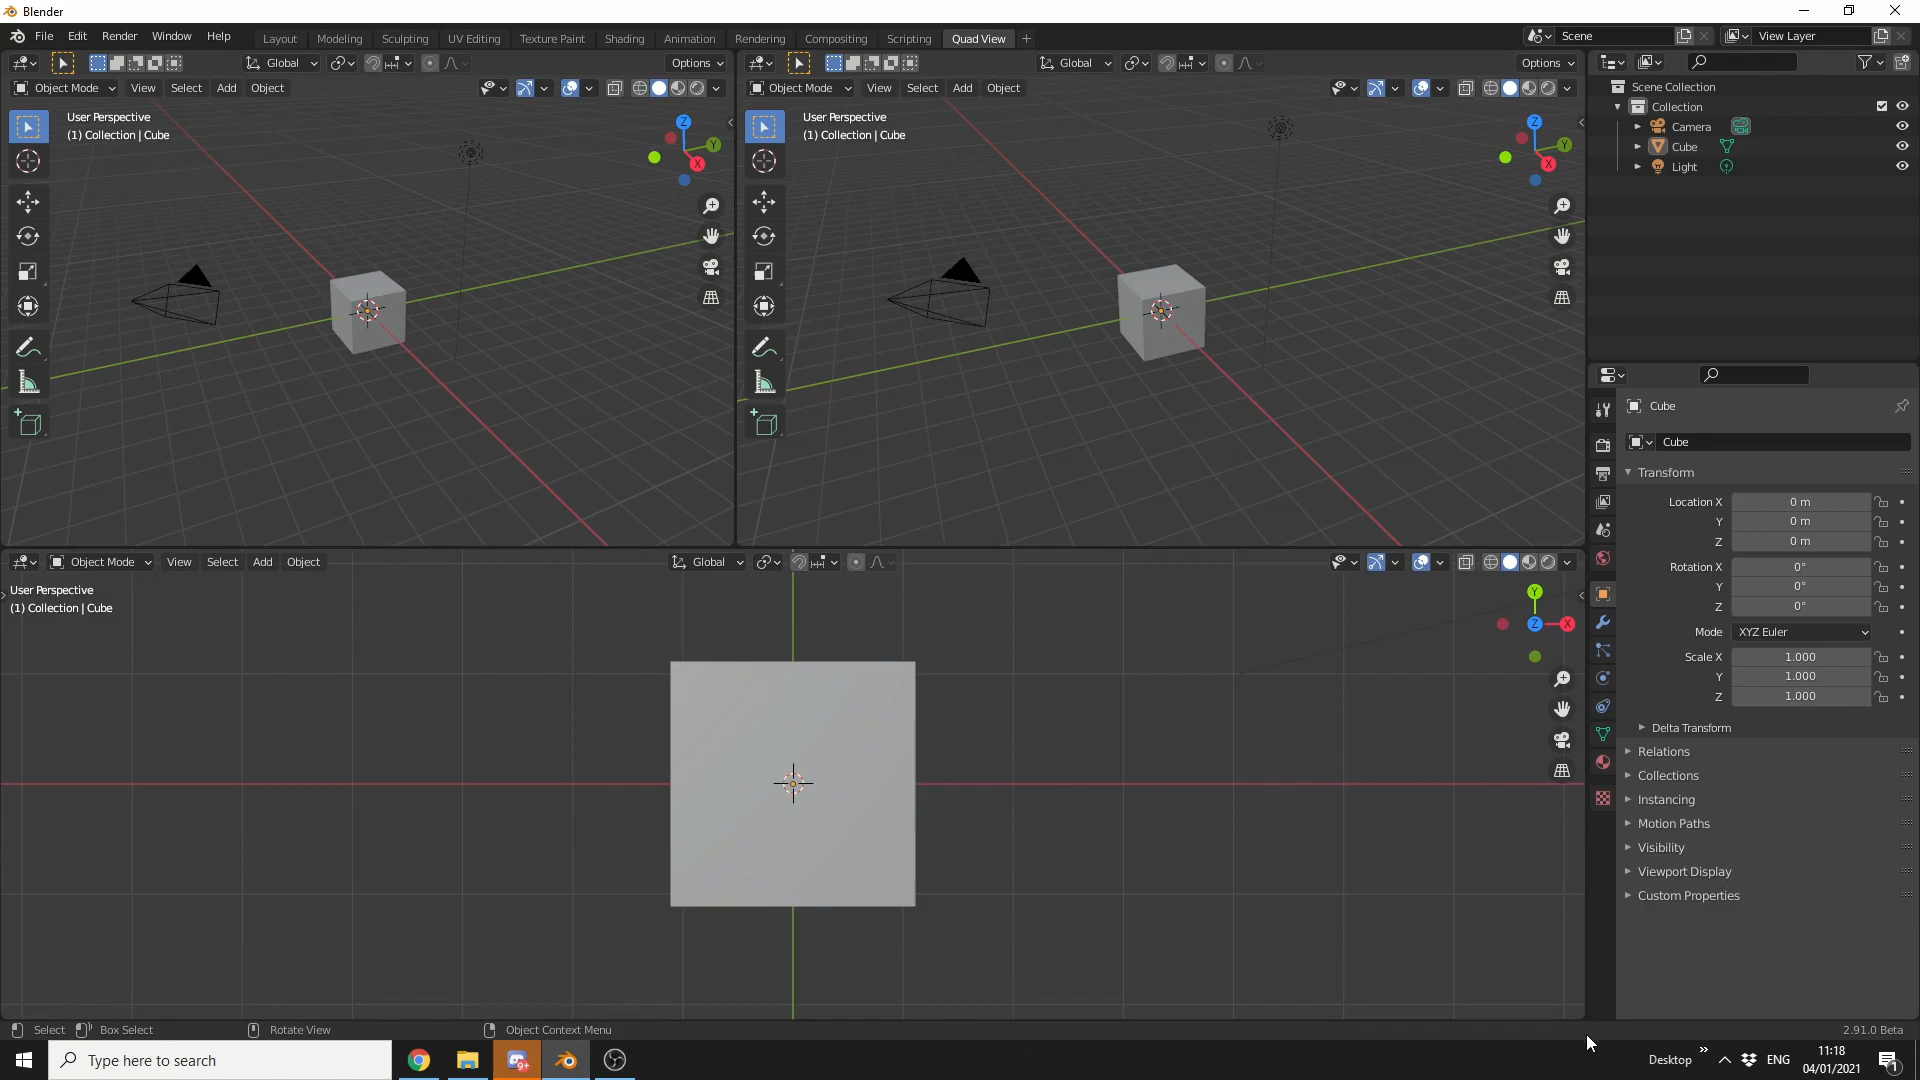 Blender
File Edit Render Window Help
Layout Modeling Sculpting UV Editing Texture Paint Shading Animation Rendering Compositing Scripting Quad View +
Scene
View Layer
Global
Options
Object Mode View Select Add Object
User Perspective
(1) Collection | Cube
Z
Y
X
Global
Options
Object Mode View Select Add Object
User Perspective
(1) Collection | Cube
Z
Y
X
Object Mode View Select Add Object
Global
User Perspective
(1) Collection | Cube
Y
Z
X
Scene Collection
Collection
Camera
Cube
Light
Cube
Cube
Transform
Location X 0 m
Y 0 m
Z 0 m
Rotation X 0°
Y 0°
Z 0°
Mode XYZ Euler
Scale X 1.000
Y 1.000
Z 1.000
Delta Transform
Relations
Collections
Instancing
Motion Paths
Visibility
Viewport Display
Custom Properties
Select Box Select Rotate View Object Context Menu
2.91.0 Beta
Type here to search
9+
Desktop
ENG
11:18
04/01/2021
1